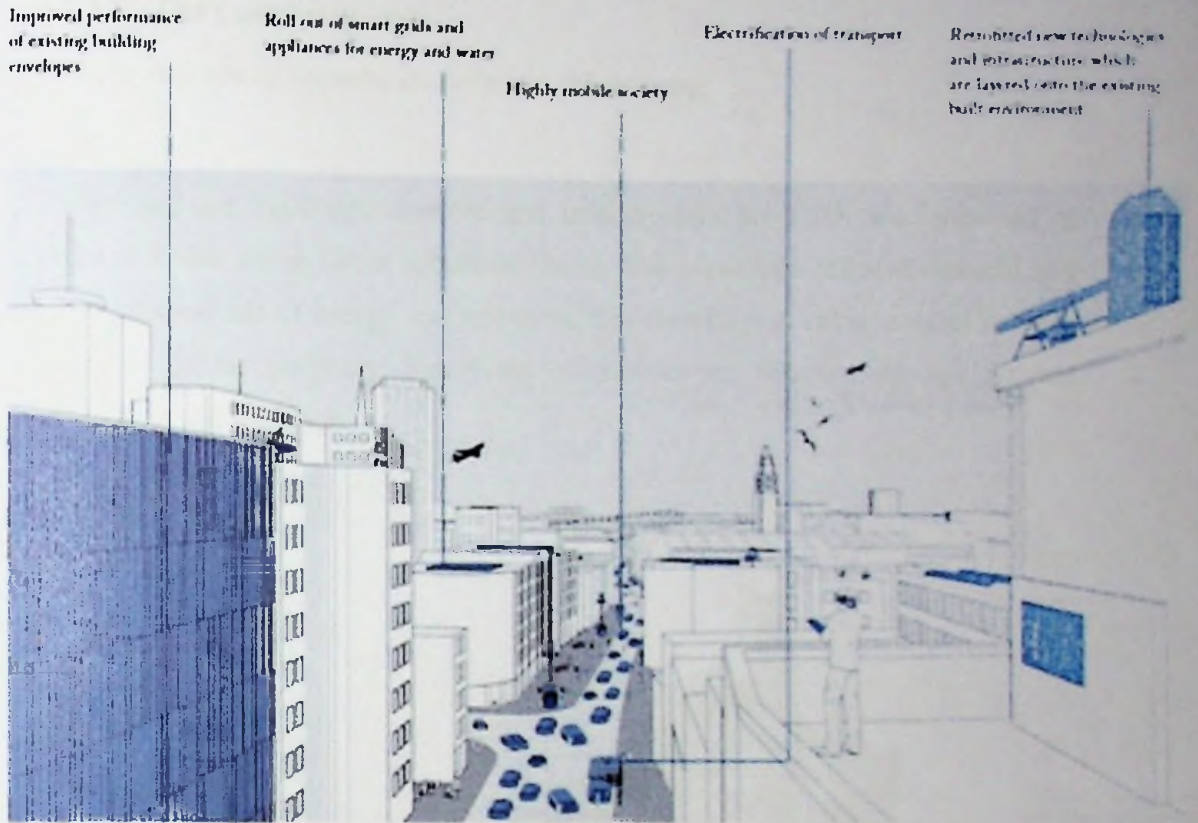 Improved performance
of existing building
envelopes
Roll out of smart grids and
appliances for energy and water
Highly mobile society
Electrification of transport
Retrofitted new technologies
and infrastructure which
are layered onto the existing
built environment